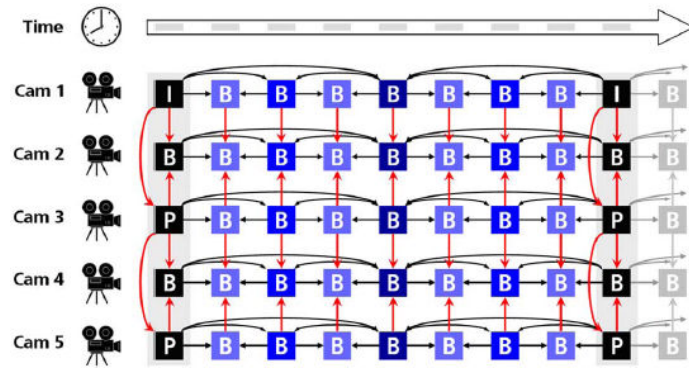 Time
Cam 1 I B B B B B B B I B
Cam 2 B B B B B B B B B
Cam 3 P B B B B B B B P B
Cam 4 B B B B B B B B B
Cam 5 P B B B B B B B P B